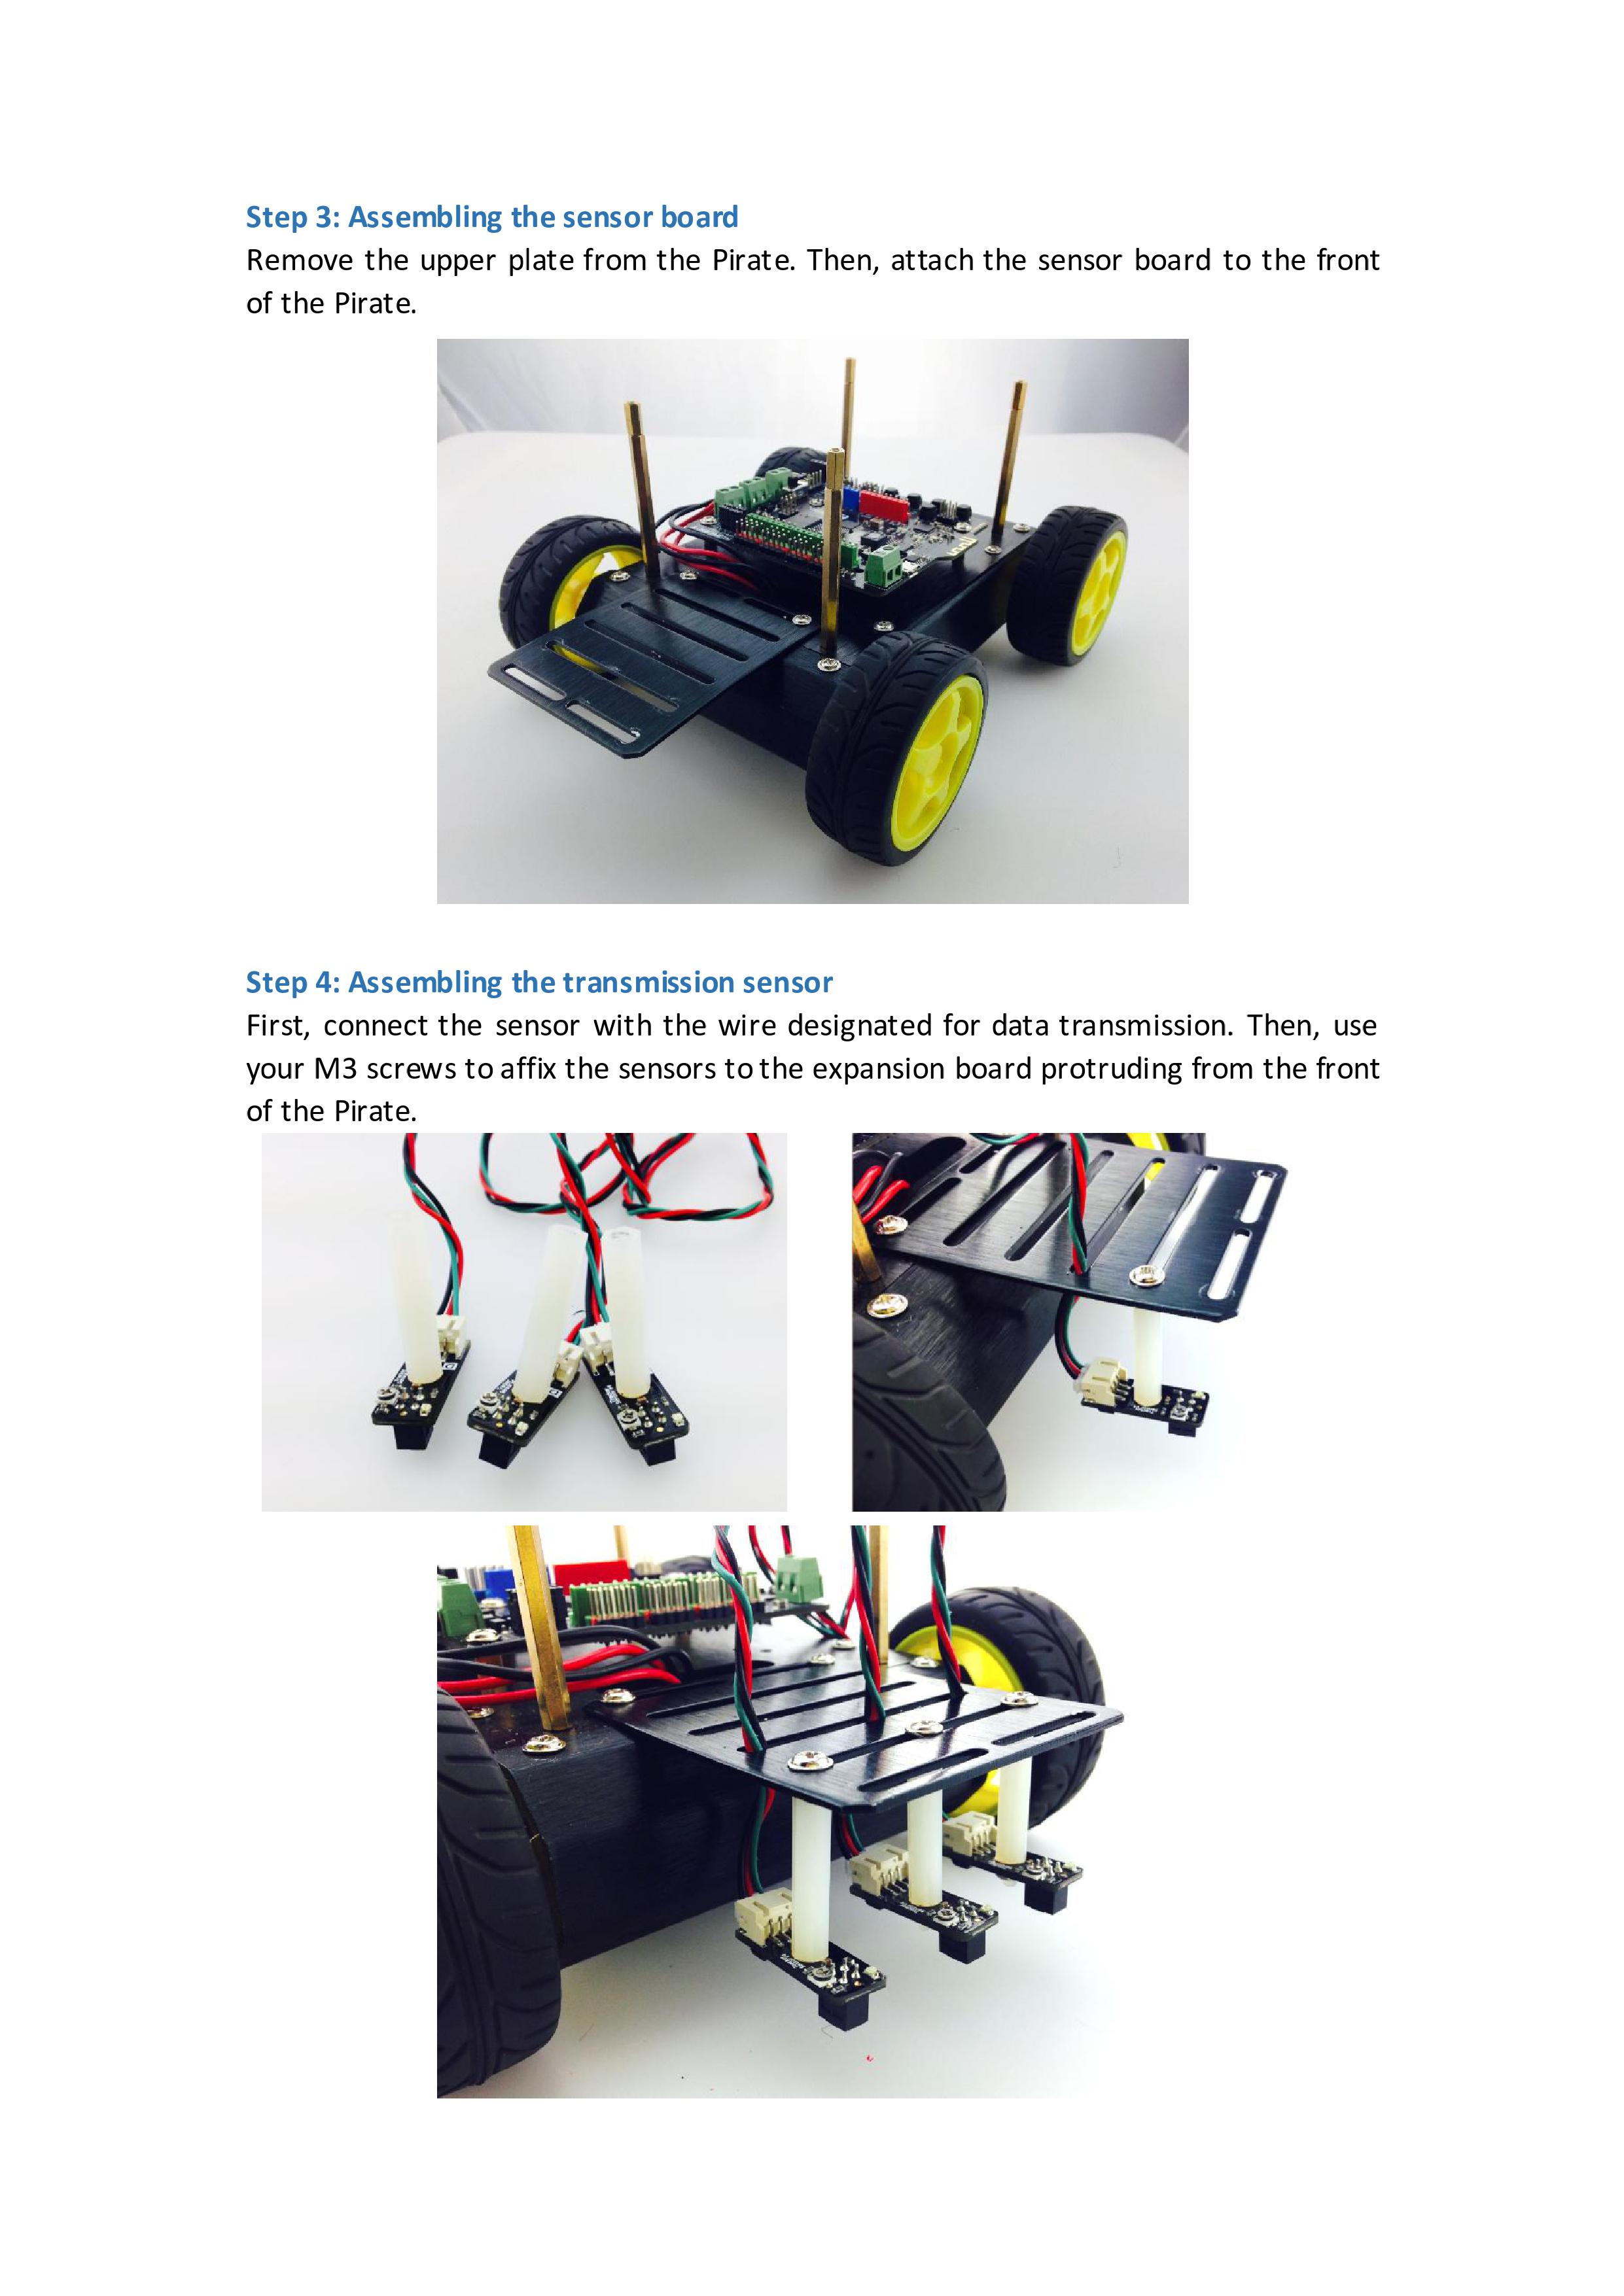 Step 3: Assembling the sensor board
Remove the upper plate from the Pirate. Then, attach the sensor board to the front
of the Pirate.
Step 4: Assembling the transmission sensor
First, connect the sensor with the wire designated for data transmission. Then, use
your M3 screws to affix the sensors to the expansion board protruding from the front
of the Pirate.